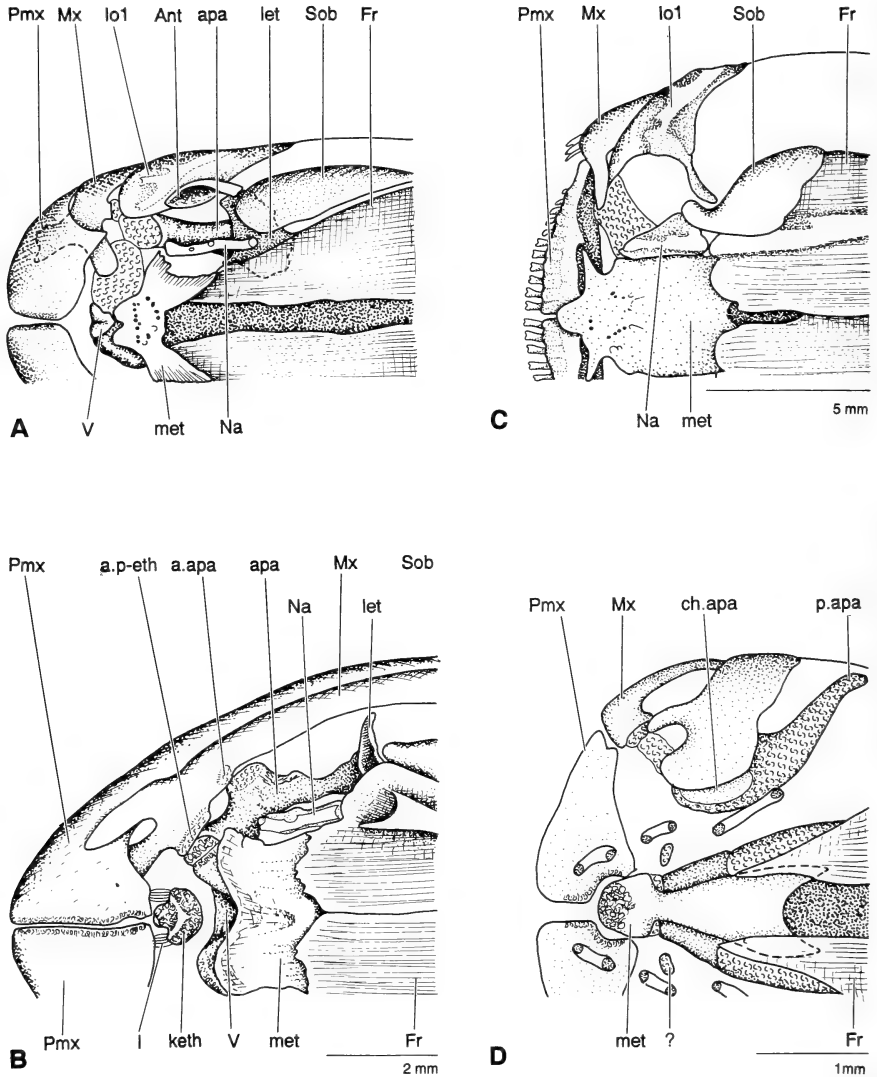 Pmx Mx Io1 Ant apa let Sob Fr
V met Na
A
Pmx Mx Io1 Sob Fr
Na met
5 mm
C
Pmx a.p-eth a.apa apa Mx Sob
Na let
Pmx I keth V met Fr
B
2 mm
Pmx Mx ch.apa p.apa
met ? Fr
D
1mm